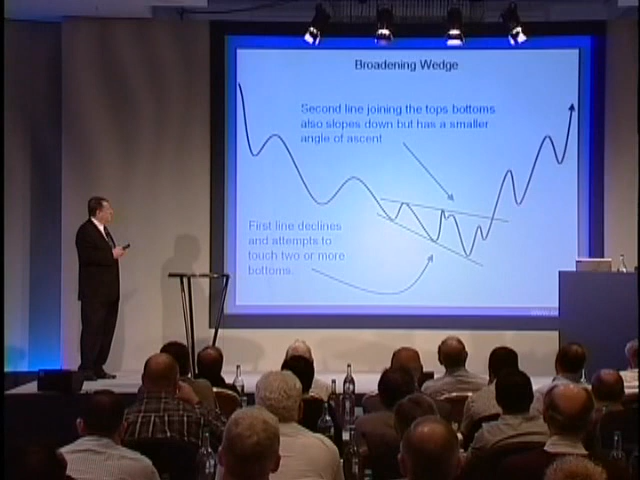 Broadening Wedge
Second line joining the tops bottoms
also slopes down but has a smaller
angle of ascent
First line declines
and attempts to
touch two or more
bottoms.